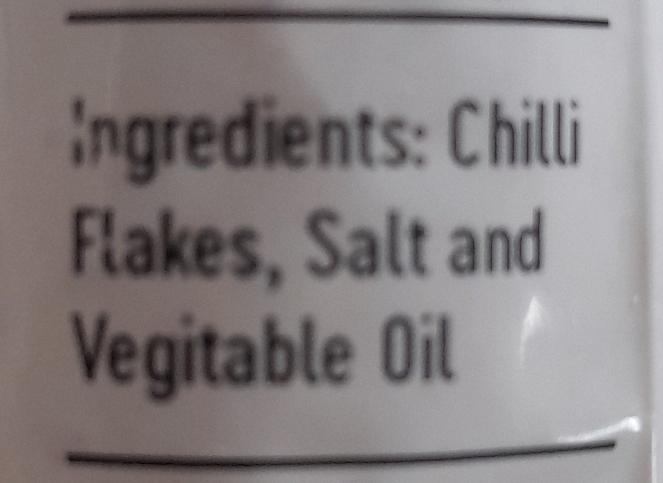 Ingredients: Chilli
Flakes, Salt and
Vegitable Oil